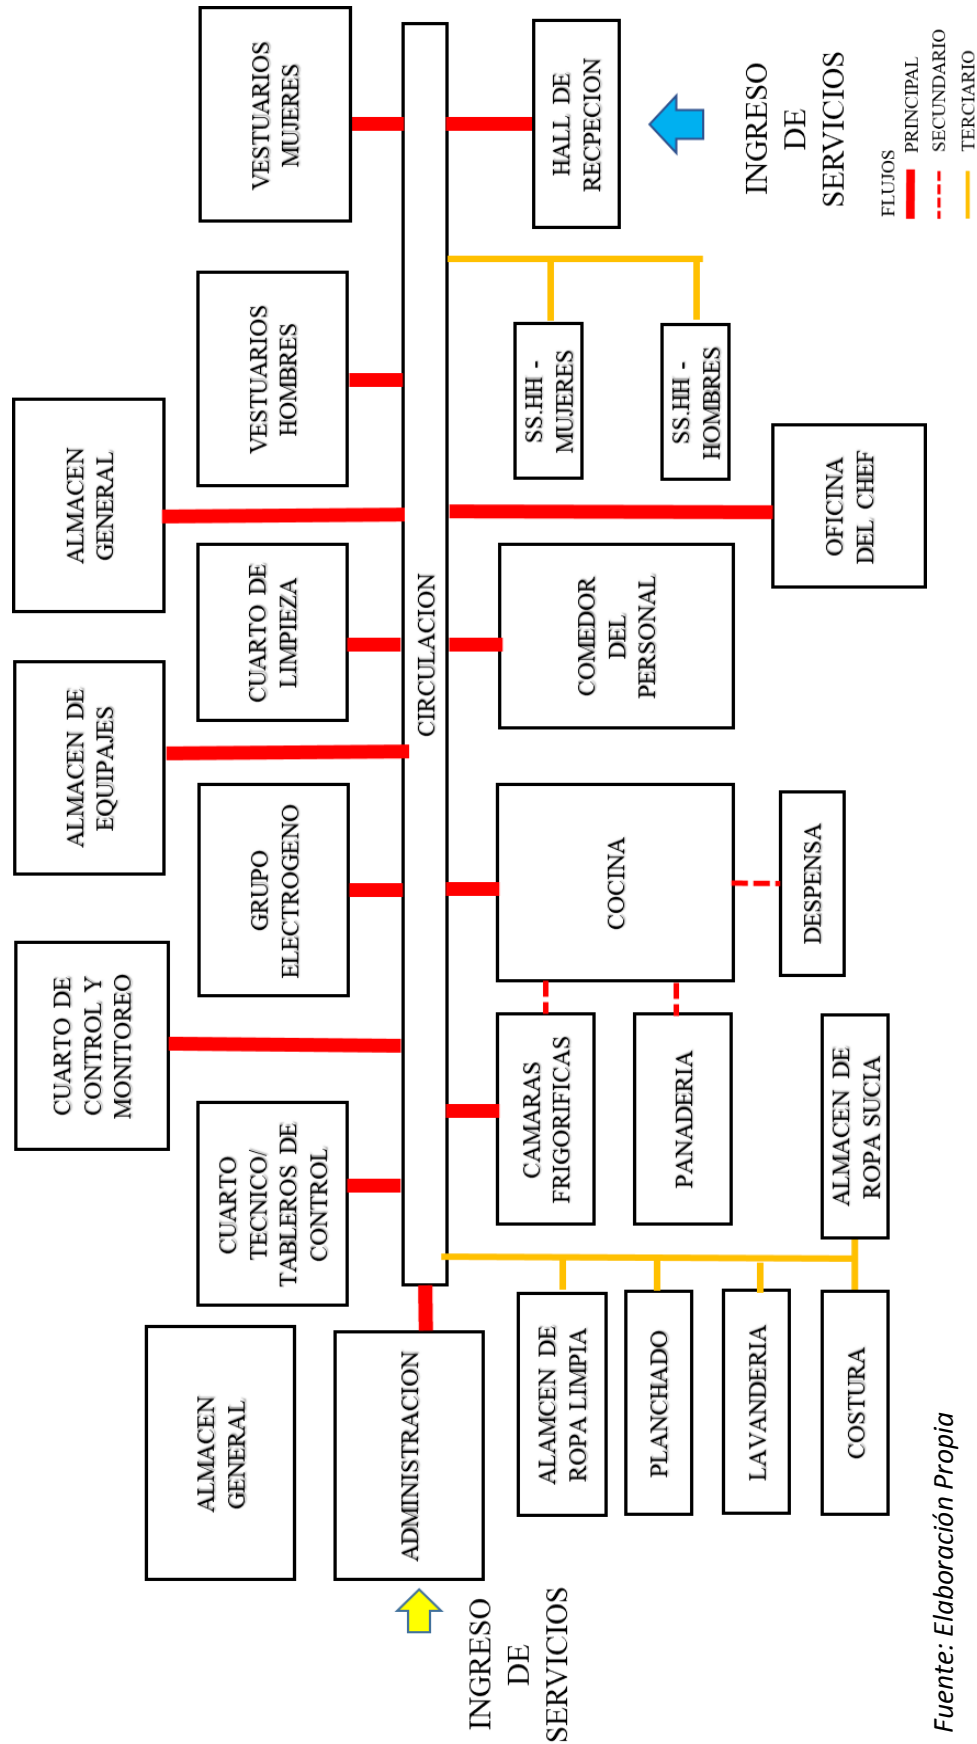 CUARTO DE
CONTROL Y
MONITOREO
ALMACEN DE
EQUIPAJES
ALMACEN
GENERAL
ALMACEN
GENERAL
CUARTO
TECNICO/
TABLEROS DE
CONTROL
GRUPO
ELECTROGENO
CUARTO DE
LIMPIEZA
VESTUARIOS
HOMBRES
VESTUARIOS
MUJERES
ADMINISTRACION
CIRCULACION
INGRESO
DE
SERVICIOS
ALAMCEN DE
ROPA LIMPIA
PLANCHADO
LAVANDERIA
COSTURA
CAMARAS
FRIGORIFICAS
PANADERIA
ALMACEN DE
ROPA SUCIA
COCINA
DESPENSA
COMEDOR
DEL
PERSONAL
OFICINA
DEL CHEF
SS.HH -
MUJERES
SS.HH -
HOMBRES
HALL DE
RECPECION
INGRESO
DE
SERVICIOS
FLUJOS
PRINCIPAL
SECUNDARIO
TERCIARIO
Fuente: Elaboración Propia